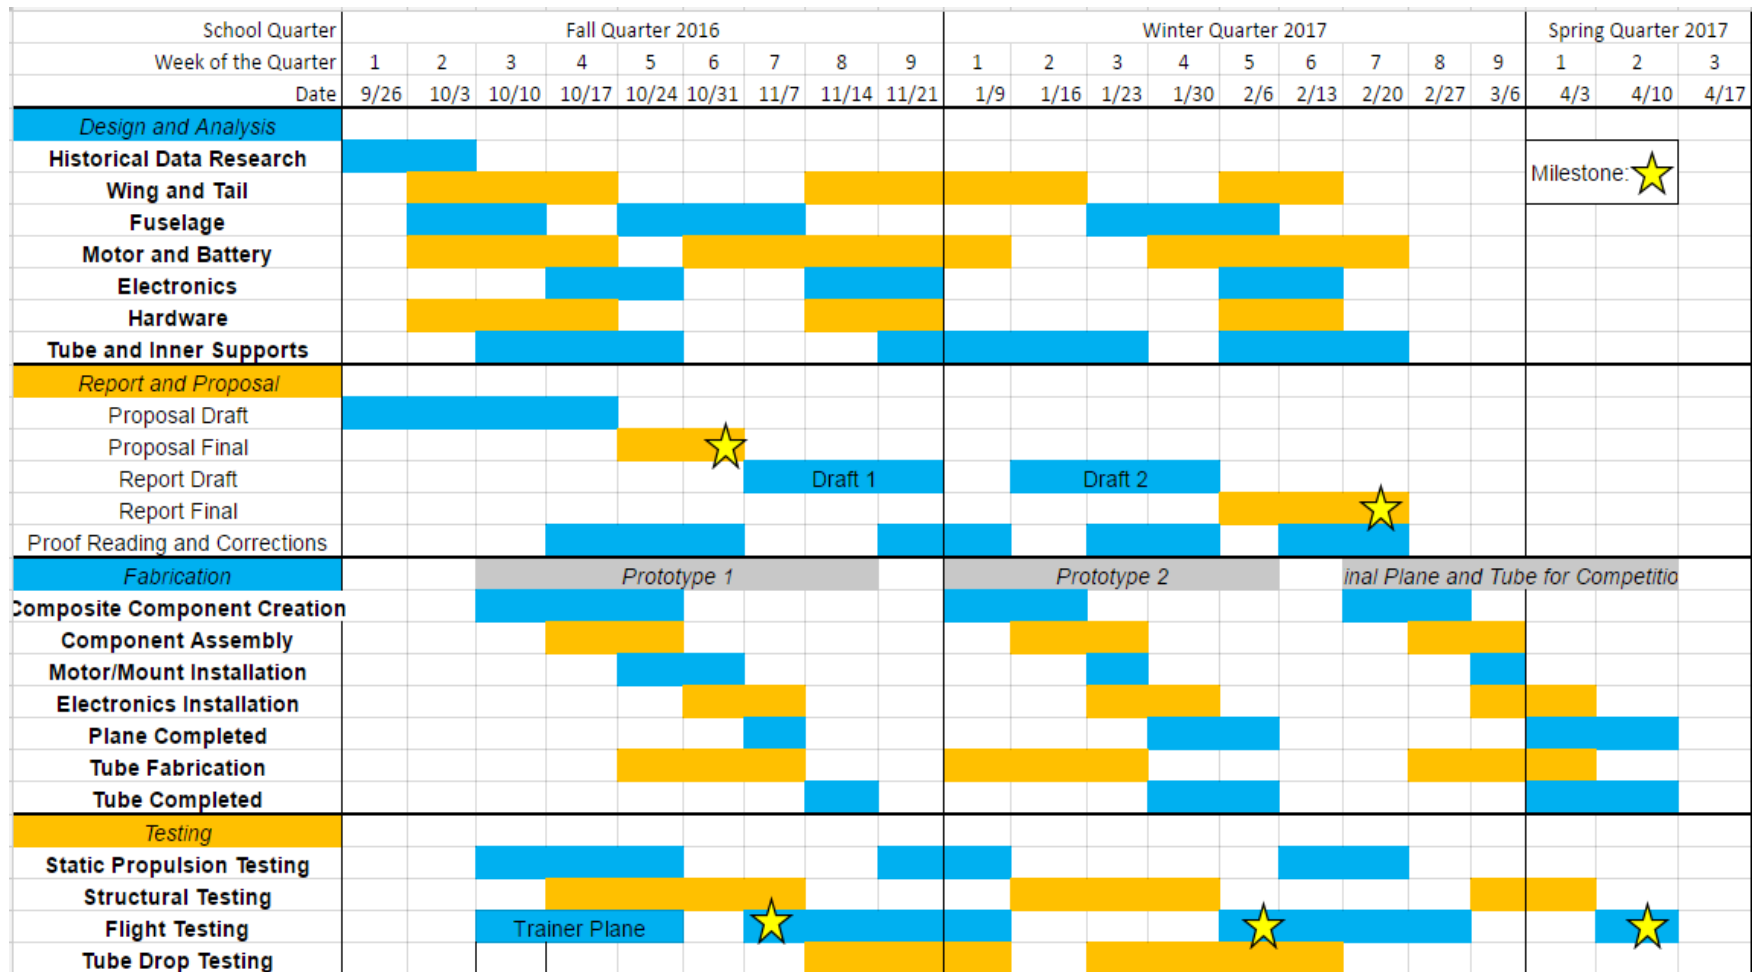 School Quarter Fall Quarter 2016 Winter Quarter 2017 Spring Quarter 2017
Week of the Quarter 1 2 3 4 5 6 7 8 9 1 2 3 4 5 6 7 8 9 1 2 3
Date 9/26 10/3 10/10 10/17 10/24 10/31 11/7 11/14 11/21 1/9 1/16 1/23 1/30 2/6 2/13 2/20 2/27 3/6 4/3 4/10 4/17
Design and Analysis
Historical Data Research
Milestone:
Wing and Tail
Fuselage
Motor and Battery
Electronics
Hardware
Tube and Inner Supports
Report and Proposal
Proposal Draft
Proposal Final
Report Draft Draft 1 Draft 2
Report Final
Proof Reading and Corrections
Fabrication Prototype 1 Prototype 2 inal Plane and Tube for Competitio
Composite Component Creation
Component Assembly
Motor/Mount Installation
Electronics Installation
Plane Completed
Tube Fabrication
Tube Completed
Testing
Static Propulsion Testing
Structural Testing
Flight Testing Trainer Plane
Tube Drop Testing